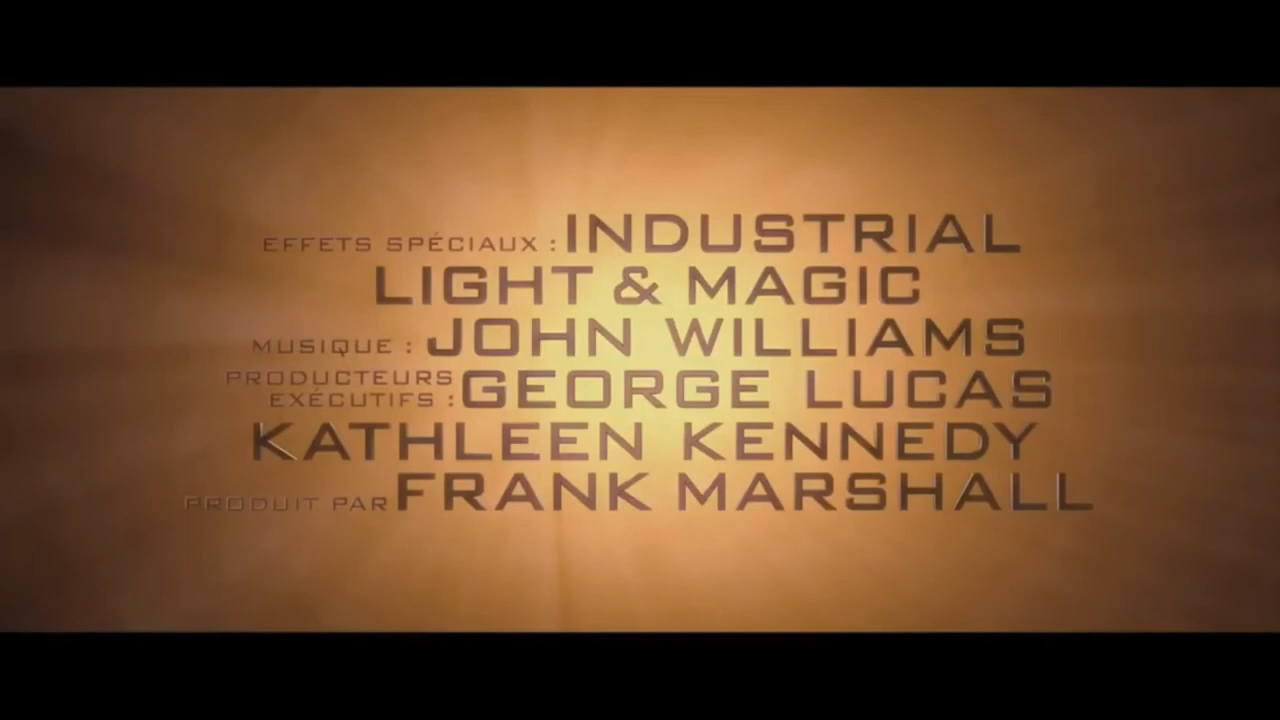 EFFETS SPÉCIAUX : INDUSTRIAL
LIGHT & MAGIC
MUSIQUE : JOHN WILLIAMS
PRODUCTEURS
EXÉCUTIFS : GEORGE LUCAS
KATHLEEN KENNEDY
PRODUIT PAR FRANK MARSHALL